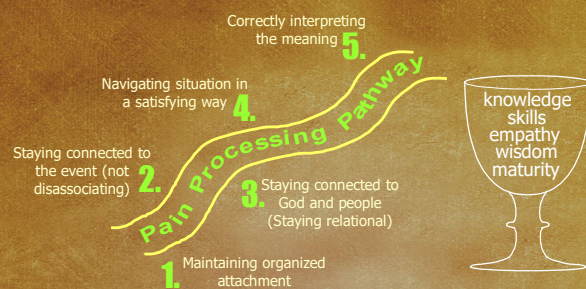 Correctly interpreting
the meaning 5.
Navigating situation in
a satisfying way 4.
Staying connected to
the event (not
disassociating) 2.
Pain Processing Pathway
3. Staying connected to
God and people
(Staying relational)
1. Maintaining organized
attachment
knowledge
skills
empathy
wisdom
maturity